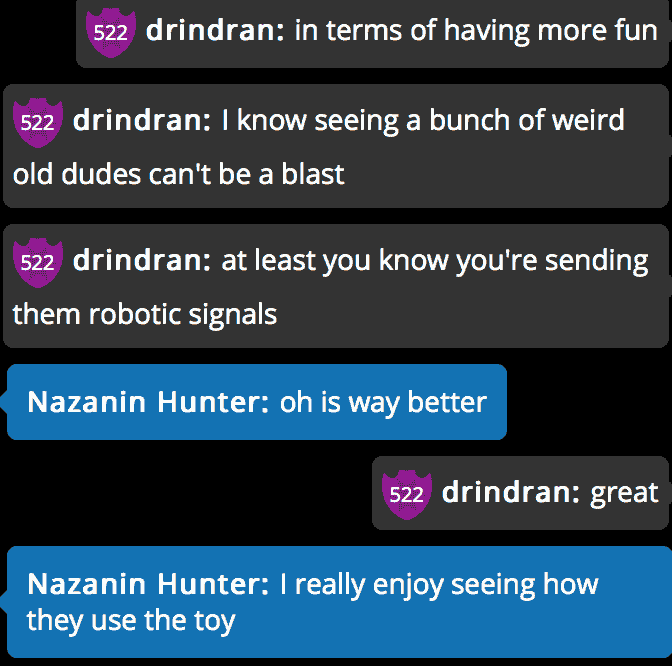 522 drindran: in terms of having more fun
522 drindran: I know seeing a bunch of weird
old dudes can't be a blast
522 drindran: at least you know you're sending
them robotic signals
Nazanin Hunter: oh is way better
522 drindran: great
Nazanin Hunter: I really enjoy seeing how
they use the toy